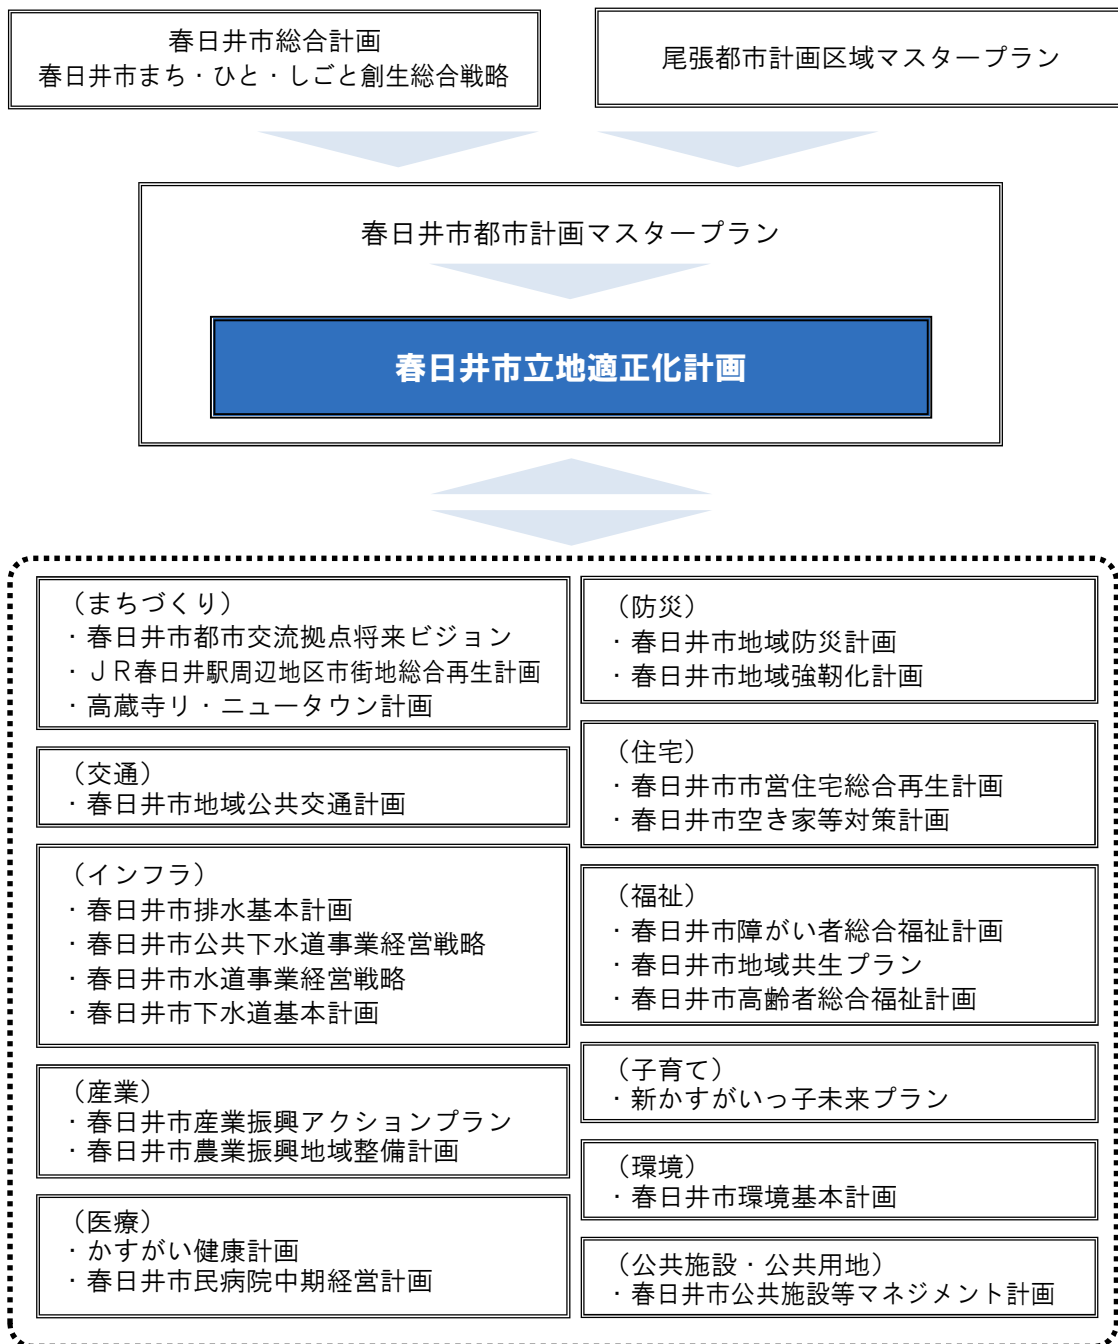 春日井市総合計画
春日井市まち・ひと・しごと創生総合戦略
尾張都市計画区域マスタープラン
春日井市都市計画マスタープラン
春日井市立地適正化計画
（まちづくり）
・春日井市都市交流拠点将来ビジョン
・ＪＲ春日井駅周辺地区市街地総合再生計画
・高蔵寺リ・ニュータウン計画
（交通）
・春日井市地域公共交通計画
（インフラ）
・春日井市排水基本計画
・春日井市公共下水道事業経営戦略
・春日井市水道事業経営戦略
・春日井市下水道基本計画
（産業）
・春日井市産業振興アクションプラン
・春日井市農業振興地域整備計画
（医療）
・かすがい健康計画
・春日井市民病院中期経営計画
（防災）
・春日井市地域防災計画
・春日井市地域強靭化計画
（住宅）
・春日井市市営住宅総合再生計画
・春日井市空き家等対策計画
（福祉）
・春日井市障がい者総合福祉計画
・春日井市地域共生プラン
・春日井市高齢者総合福祉計画
（子育て）
・新かすがいっ子未来プラン
（環境）
・春日井市環境基本計画
（公共施設・公共用地）
・春日井市公共施設等マネジメント計画